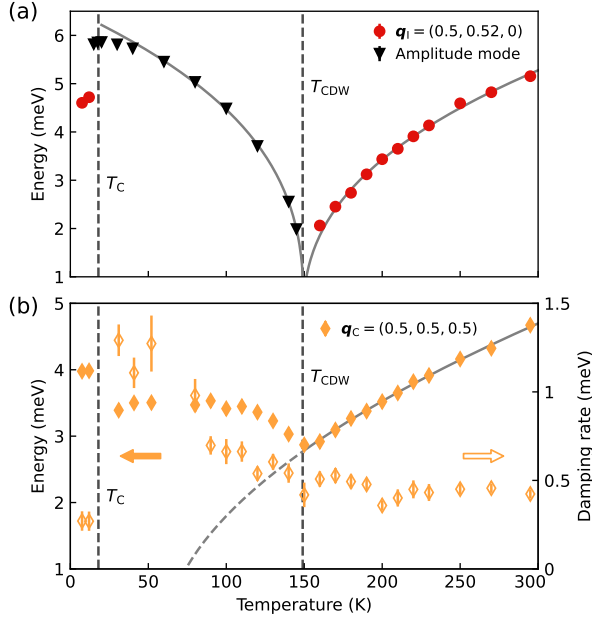 (a)
6
5
4
3
2
1
Energy (meV)
q_I = (0.5, 0.52, 0)
Amplitude mode
T_CDW
T_C
(b)
5
4
3
2
1
Energy (meV)
q_C = (0.5, 0.5, 0.5)
T_CDW
T_C
1.5
1
0.5
0
Damping rate (meV)
0 50 100 150 200 250 300
Temperature (K)